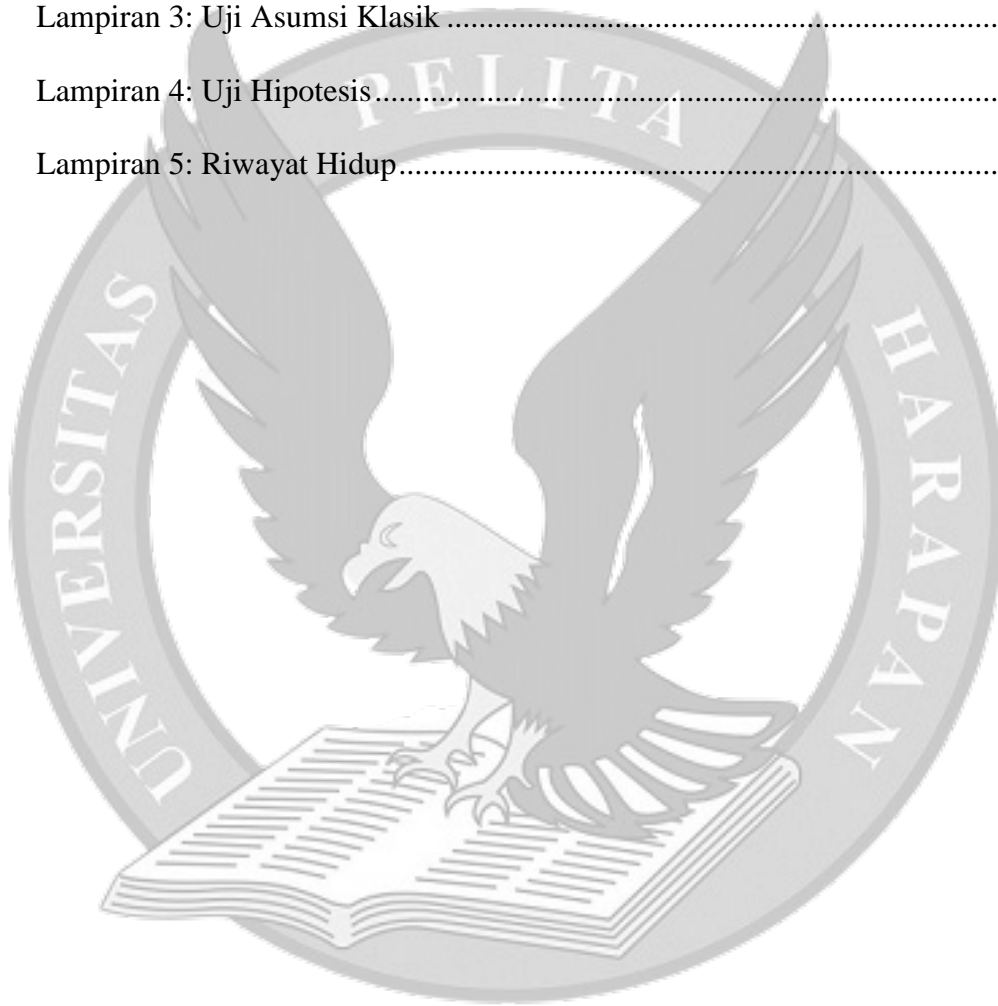 Lampiran 3: Uji Asumsi Klasik ......................................................................
Lampiran 4: Uji Hipotesis ..............................................................................
Lampiran 5: Riwayat Hidup ...........................................................................
UNIVERSITAS PELITA HARAPAN